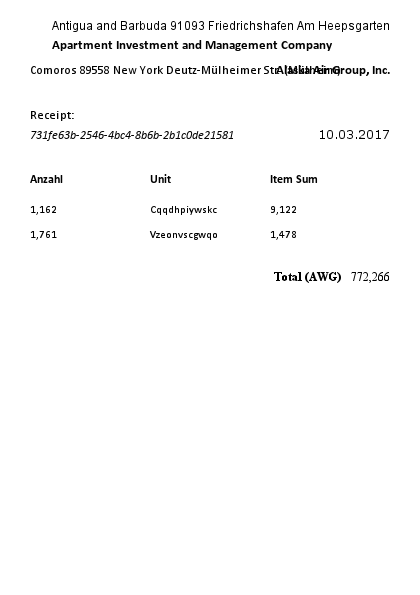 Antigua and Barbuda 91093 Friedrichshafen Am Heepsgarten
Apartment Investment and Management Company
Comoros 89558 New York Deutz-Mülheimer Str. (Mülheim)
Alaska Air Group, Inc.
Receipt:
731fe63b-2546-4bc4-8b6b-2b1c0de21581 10.03.2017
Anzahl Unit Item Sum
1,162 Cqqdhpiywskc 9,122
1,761 Vzeonvscgwqo 1,478
Total (AWG) 772,266